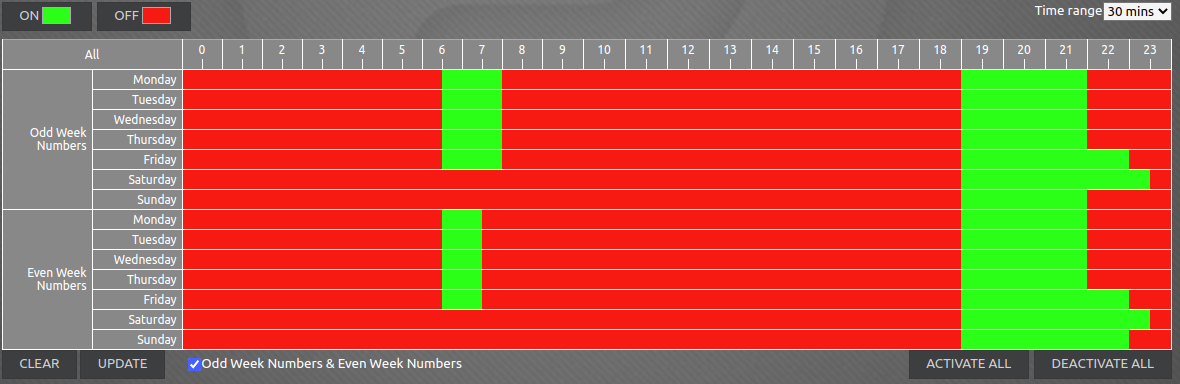 ON OFF Time range 30 mins
All 0 1 2 3 4 5 6 7 8 9 10 11 12 13 14 15 16 17 18 19 20 21 22 23
Odd Week
Numbers
Monday
Tuesday
Wednesday
Thursday
Friday
Saturday
Sunday
Even Week
Numbers
Monday
Tuesday
Wednesday
Thursday
Friday
Saturday
Sunday
CLEAR UPDATE Odd Week Numbers & Even Week Numbers ACTIVATE ALL DEACTIVATE ALL